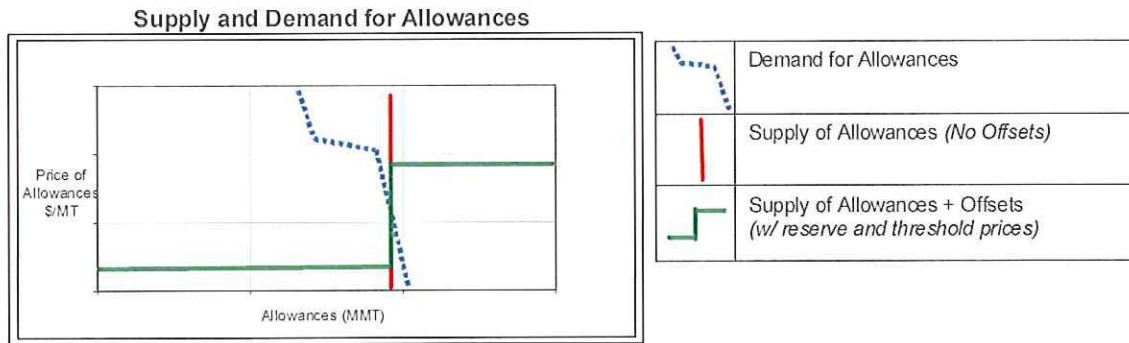 Supply and Demand for Allowances
Price of
Allowances
$/MT
Allowances (MMT)
Demand for Allowances
Supply of Allowances (No Offsets)
Supply of Allowances + Offsets
(w/ reserve and threshold prices)